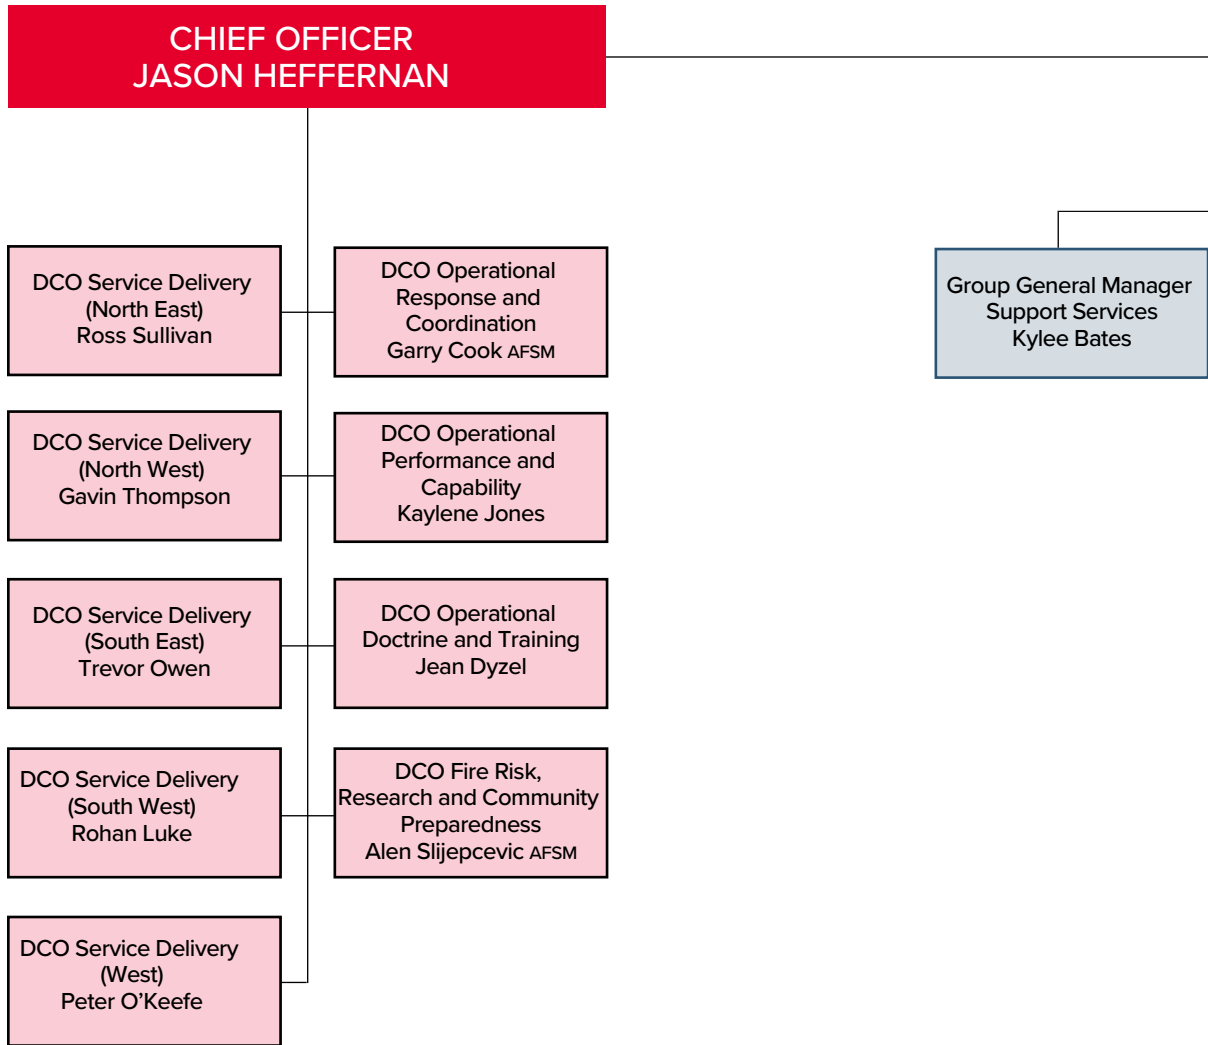 CHIEF OFFICER
JASON HEFFERNAN
DCO Service Delivery
(North East)
Ross Sullivan
DCO Operational
Response and
Coordination
Garry Cook AFSM
Group General Manager
Support Services
Kylee Bates
DCO Service Delivery
(North West)
Gavin Thompson
DCO Operational
Performance and
Capability
Kaylene Jones
DCO Service Delivery
(South East)
Trevor Owen
DCO Operational
Doctrine and Training
Jean Dyzel
DCO Service Delivery
(South West)
Rohan Luke
DCO Fire Risk,
Research and Community
Preparedness
Alen Slijepcevic AFSM
DCO Service Delivery
(West)
Peter O’Keefe